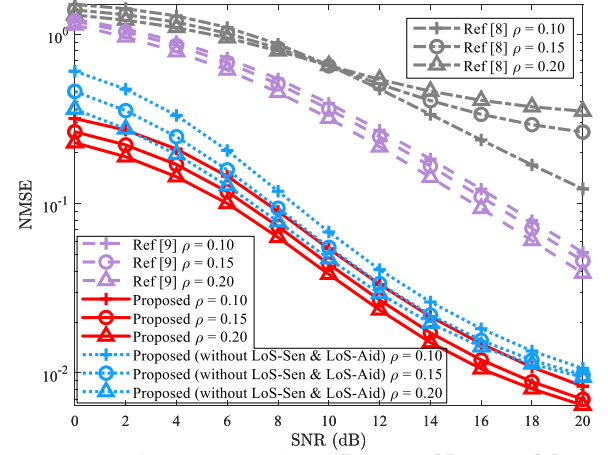 10^0
10^-1
10^-2
NMSE
Ref [8] ρ = 0.10
Ref [8] ρ = 0.15
Ref [8] ρ = 0.20
Ref [9] ρ = 0.10
Ref [9] ρ = 0.15
Ref [9] ρ = 0.20
Proposed ρ = 0.10
Proposed ρ = 0.15
Proposed ρ = 0.20
Proposed (without LoS-Sen & LoS-Aid) ρ = 0.10
Proposed (without LoS-Sen & LoS-Aid) ρ = 0.15
Proposed (without LoS-Sen & LoS-Aid) ρ = 0.20
0 2 4 6 8 10 12 14 16 18 20
SNR (dB)